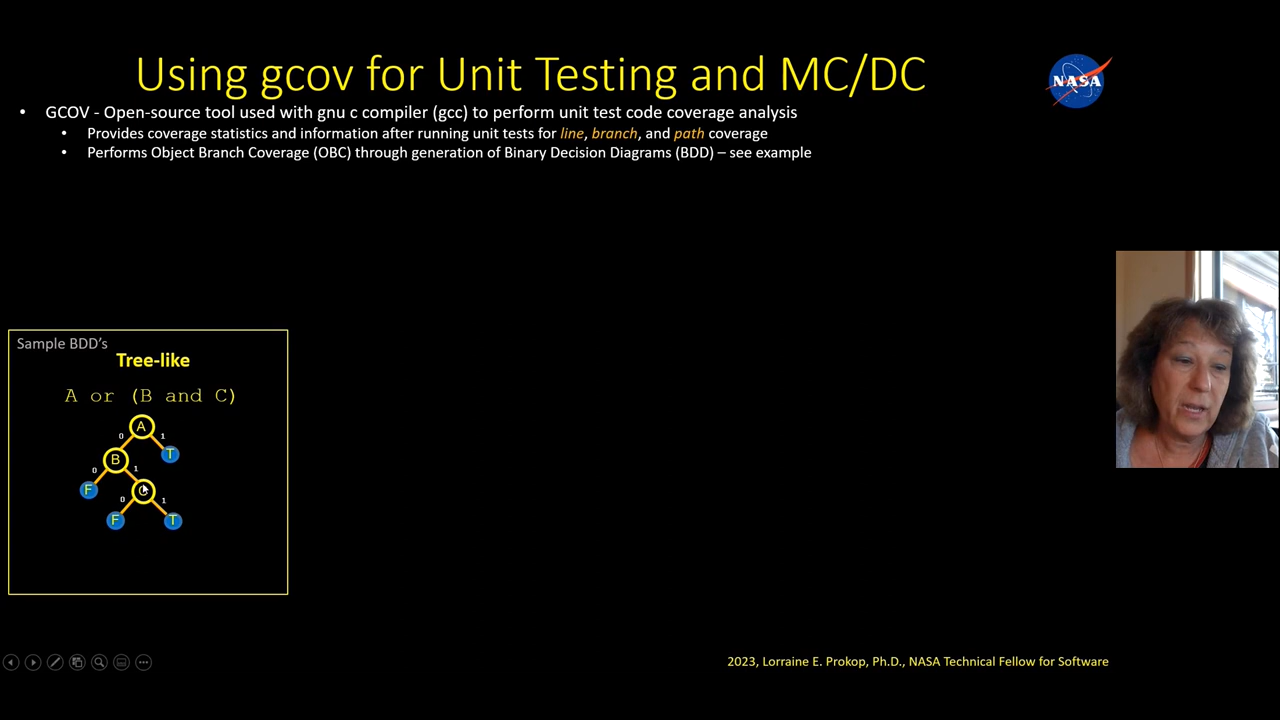 Using gcov for Unit Testing and MC/DC
NASA
• GCOV - Open-source tool used with gnu c compiler (gcc) to perform unit test code coverage analysis
• Provides coverage statistics and information after running unit tests for line, branch, and path coverage
• Performs Object Branch Coverage (OBC) through generation of Binary Decision Diagrams (BDD) – see example
Sample BDD's
Tree-like
A or (B and C)
A
0 1
B T
0 1
F C
0 1
F T
2023, Lorraine E. Prokop, Ph.D., NASA Technical Fellow for Software